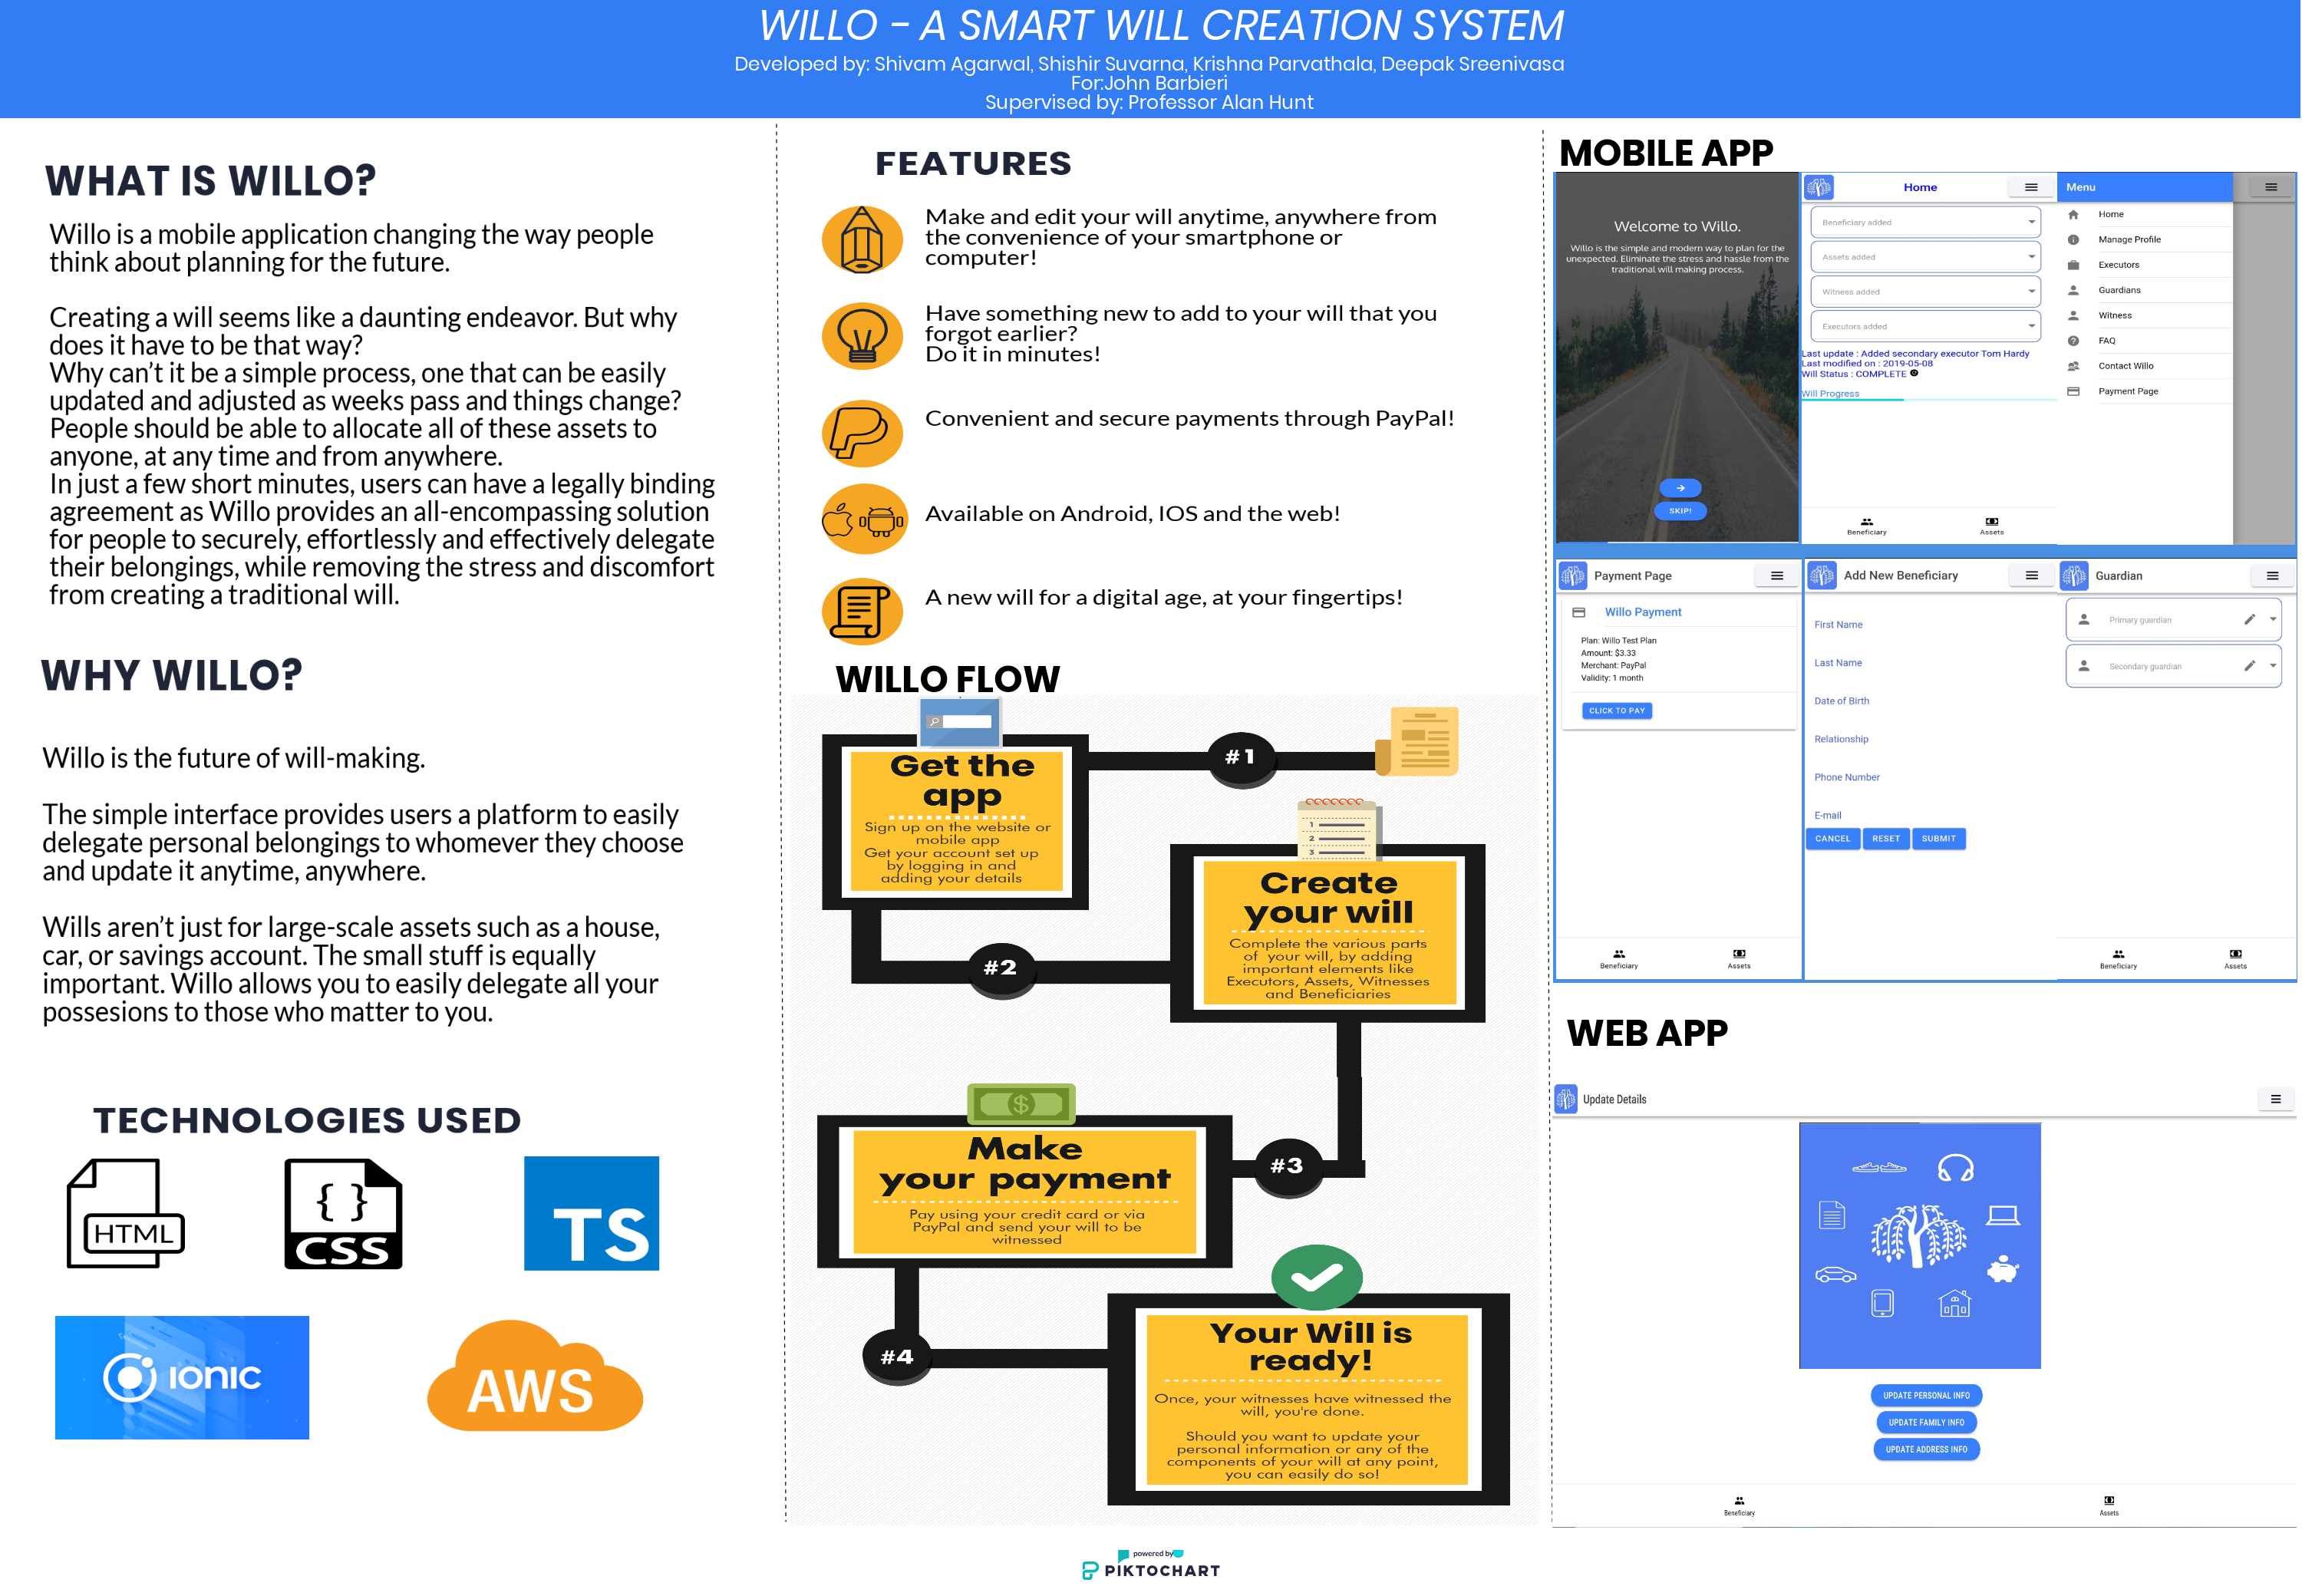 WILLO - A SMART WILL CREATION SYSTEM
Developed by: Shivam Agarwal, Shishir Suvarna, Krishna Parvathala, Deepak Sreenivasa
For:John Barbieri
Supervised by: Professor Alan Hunt
WHAT IS WILLO?
Willo is a mobile application changing the way people
think about planning for the future.
Creating a will seems like a daunting endeavor. But why
does it have to be that way?
Why can't it be a simple process, one that can be easily
updated and adjusted as weeks pass and things change?
People should be able to allocate all of these assets to
anyone, at any time and from anywhere.
In just a few short minutes, users can have a legally binding
agreement as Willo provides an all-encompassing solution
for people to securely, effortlessly and effectively delegate
their belongings, while removing the stress and discomfort
from creating a traditional will.
WHY WILLO?
Willo is the future of will-making.
The simple interface provides users a platform to easily
delegate personal belongings to whomever they choose
and update it anytime, anywhere.
Wills aren't just for large-scale assets such as a house,
car, or savings account. The small stuff is equally
important. Willo allows you to easily delegate all your
possesions to those who matter to you.
TECHNOLOGIES USED
HTML
{ }
CSS
TS
ionic
AWS
FEATURES
Make and edit your will anytime, anywhere from
the convenience of your smartphone or
computer!
Have something new to add to your will that you
forgot earlier?
Do it in minutes!
Convenient and secure payments through PayPal!
Available on Android, IOS and the web!
A new will for a digital age, at your fingertips!
WILLO FLOW
Get the
app
Sign up on the website or
mobile app
Get your account set up
by logging in and
adding your details
#1
1
2
3
Create
your will
Complete the various parts
of your will, by adding
important elements like
Executors, Assets, Witnesses
and Beneficiaries
#2
$
Make
your payment
Pay using your credit card or via
PayPal and send your will to be
witnessed
#3
Your Will is
ready!
Once, your witnesses have witnessed the
will, you're done.
Should you want to update your
personal information or any of the
components of your will at any point,
you can easily do so!
#4
MOBILE APP
Welcome to Willo.
Willo is the simple and modern way to plan for the
unexpected. Eliminate the stress and hassle from the
traditional will making process.
SKIP!
Home
Beneficiary added
Assets added
Witness added
Executors added
Last update : Added secondary executor Tom Hardy
Last modified on : 2019-05-08
Will Status : COMPLETE
Will Progress
Beneficiary
Assets
Menu
Home
Manage Profile
Executors
Guardians
Witness
FAQ
Contact Willo
Payment Page
Payment Page
Willo Payment
Plan: Willo Test Plan
Amount: $3.33
Merchant: PayPal
Validity: 1 month
CLICK TO PAY
Beneficiary
Assets
Add New Beneficiary
First Name
Last Name
Date of Birth
Relationship
Phone Number
E-mail
CANCEL
RESET
SUBMIT
Guardian
Primary guardian
Secondary guardian
Beneficiary
Assets
WEB APP
Update Details
UPDATE PERSONAL INFO
UPDATE FAMILY INFO
UPDATE ADDRESS INFO
Beneficiary
Assets
powered by
PIKTOCHART